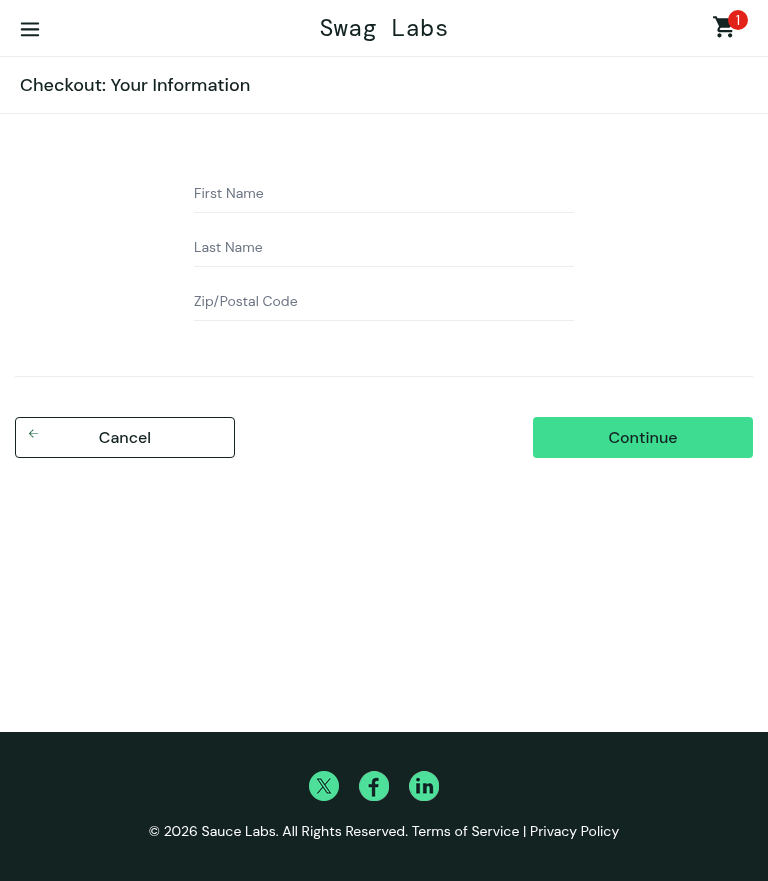 Swag Labs
1
Checkout: Your Information
First Name
Last Name
Zip/Postal Code
Cancel
Continue
© 2026 Sauce Labs. All Rights Reserved. Terms of Service | Privacy Policy